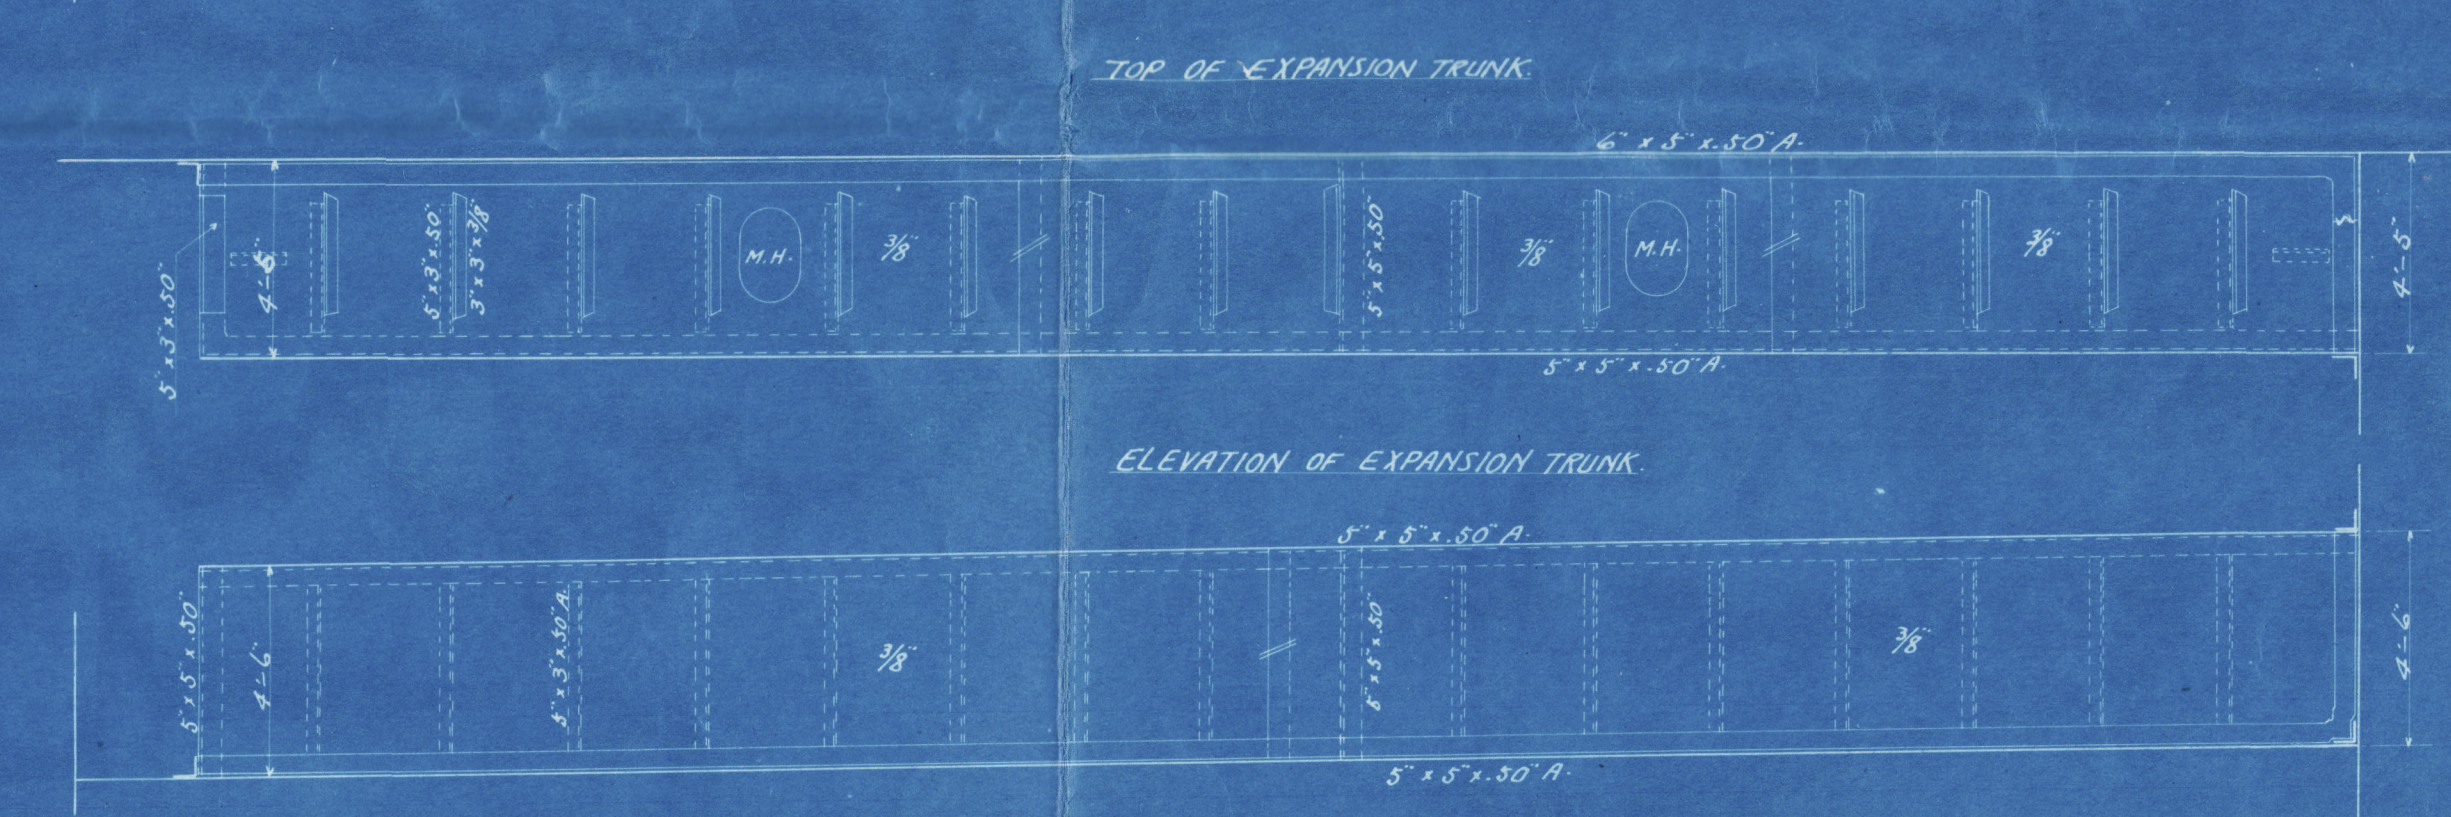 TOP OF EXPANSION TRUNK.
6" x 5" x .50" A.
5" x 3" x .50"
4'-5"
5" x 3" x .50"
3" x 3" x 3/8"
M.H.
3/8"
5" x 5" x .50"
3/8"
M.H.
3/8"
4'-5"
5" x 5" x .50" A.
ELEVATION OF EXPANSION TRUNK.
5" x 5" x .50" A.
5" x 5" x .50"
4'-6"
5" x 3" x .50" A.
3/8"
5" x 5" x .50"
3/8"
4'-6"
5" x 5" x .50" A.